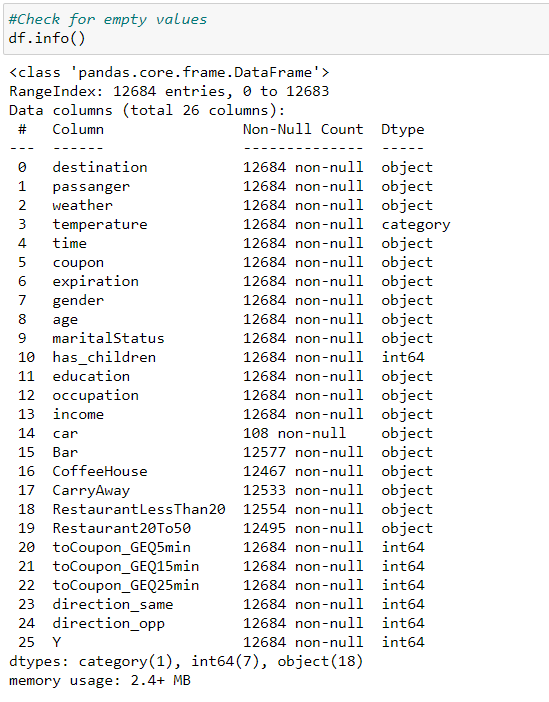 #Check for empty values
df.info()
<class 'pandas.core.frame.DataFrame'>
RangeIndex: 12684 entries, 0 to 12683
Data columns (total 26 columns):
 #   Column                Non-Null Count  Dtype
---  ------                --------------  -----
 0   destination           12684 non-null  object
 1   passanger             12684 non-null  object
 2   weather               12684 non-null  object
 3   temperature           12684 non-null  category
 4   time                  12684 non-null  object
 5   coupon                12684 non-null  object
 6   expiration            12684 non-null  object
 7   gender                12684 non-null  object
 8   age                   12684 non-null  object
 9   maritalStatus         12684 non-null  object
 10  has_children          12684 non-null  int64
 11  education             12684 non-null  object
 12  occupation            12684 non-null  object
 13  income                12684 non-null  object
 14  car                   108 non-null    object
 15  Bar                   12577 non-null  object
 16  CoffeeHouse           12467 non-null  object
 17  CarryAway             12533 non-null  object
 18  RestaurantLessThan20  12554 non-null  object
 19  Restaurant20To50      12495 non-null  object
 20  toCoupon_GEQ5min      12684 non-null  int64
 21  toCoupon_GEQ15min     12684 non-null  int64
 22  toCoupon_GEQ25min     12684 non-null  int64
 23  direction_same        12684 non-null  int64
 24  direction_opp         12684 non-null  int64
 25  Y                     12684 non-null  int64
dtypes: category(1), int64(7), object(18)
memory usage: 2.4+ MB